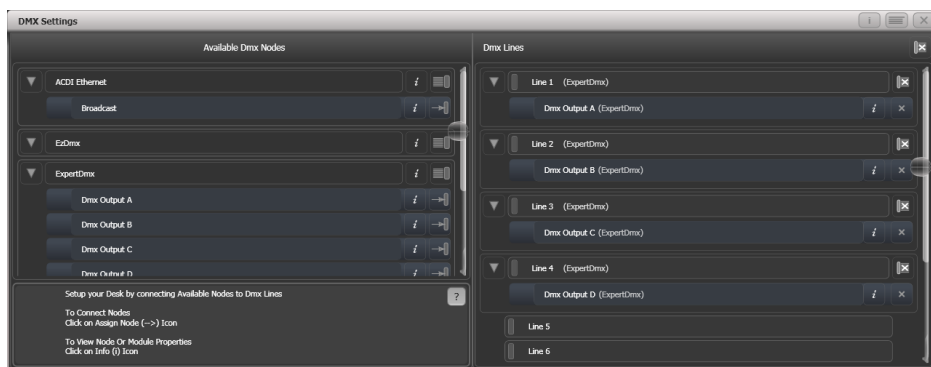 DMX Settings
Available Dmx Nodes
ACDI Ethernet
Broadcast
EzDmx
ExpertDmx
Dmx Output A
Dmx Output B
Dmx Output C
Dmx Output D
Setup your Desk by connecting Available Nodes to Dmx Lines
To Connect Nodes
Click on Assign Node (-->) Icon
To View Node Or Module Properties
Click on Info (i) Icon
?
Dmx Lines
Line 1 (ExpertDmx)
Dmx Output A (ExpertDmx)
Line 2 (ExpertDmx)
Dmx Output B (ExpertDmx)
Line 3 (ExpertDmx)
Dmx Output C (ExpertDmx)
Line 4 (ExpertDmx)
Dmx Output D (ExpertDmx)
Line 5
Line 6